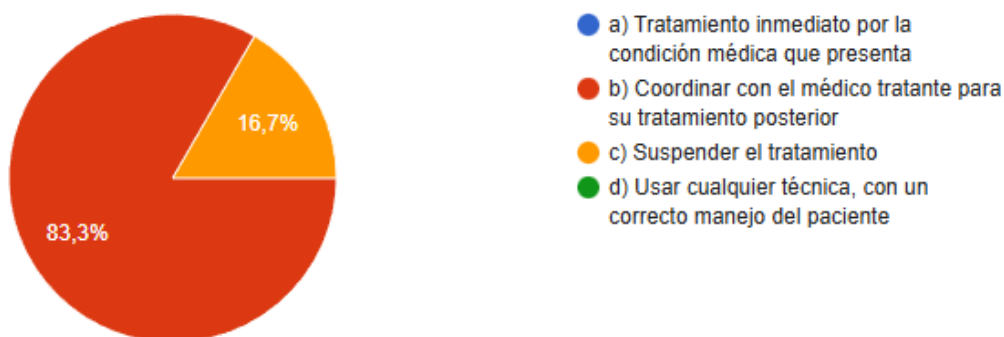 16,7%
83,3%
a) Tratamiento inmediato por la
condición médica que presenta
b) Coordinar con el médico tratante para
su tratamiento posterior
c) Suspender el tratamiento
d) Usar cualquier técnica, con un
correcto manejo del paciente